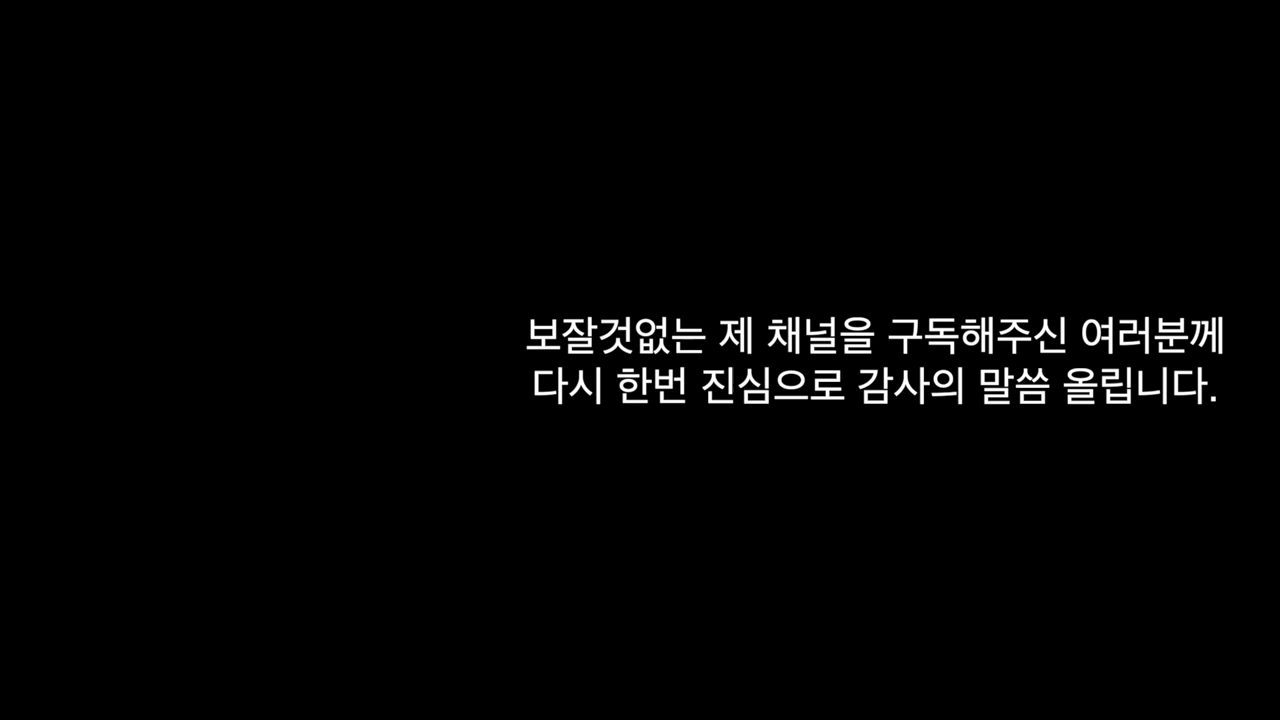 보잘것없는 제 채널을 구독해주신 여러분께
다시 한번 진심으로 감사의 말씀 올립니다.